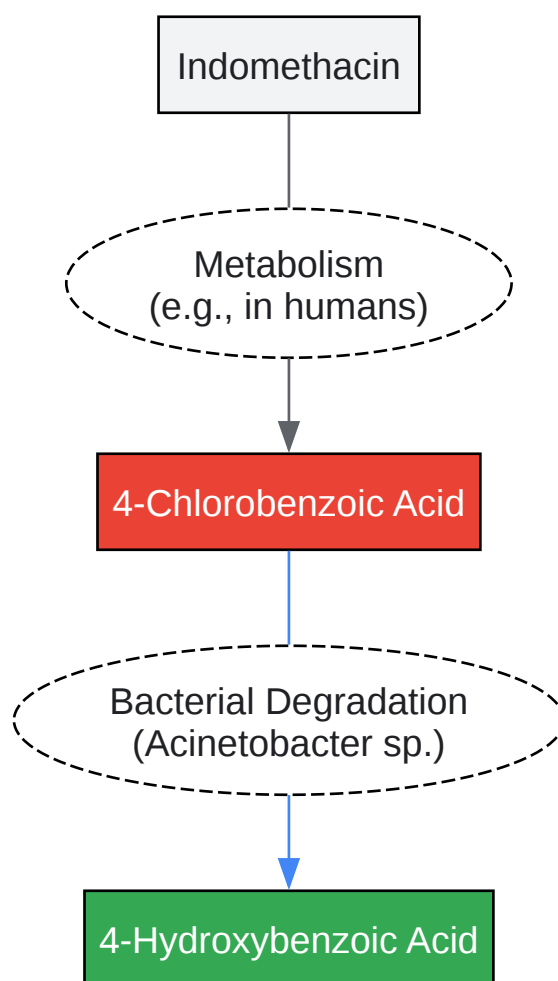 Indomethacin
Metabolism
(e.g., in humans)
4-Chlorobenzoic Acid
Bacterial Degradation
(Acinetobacter sp.)
4-Hydroxybenzoic Acid